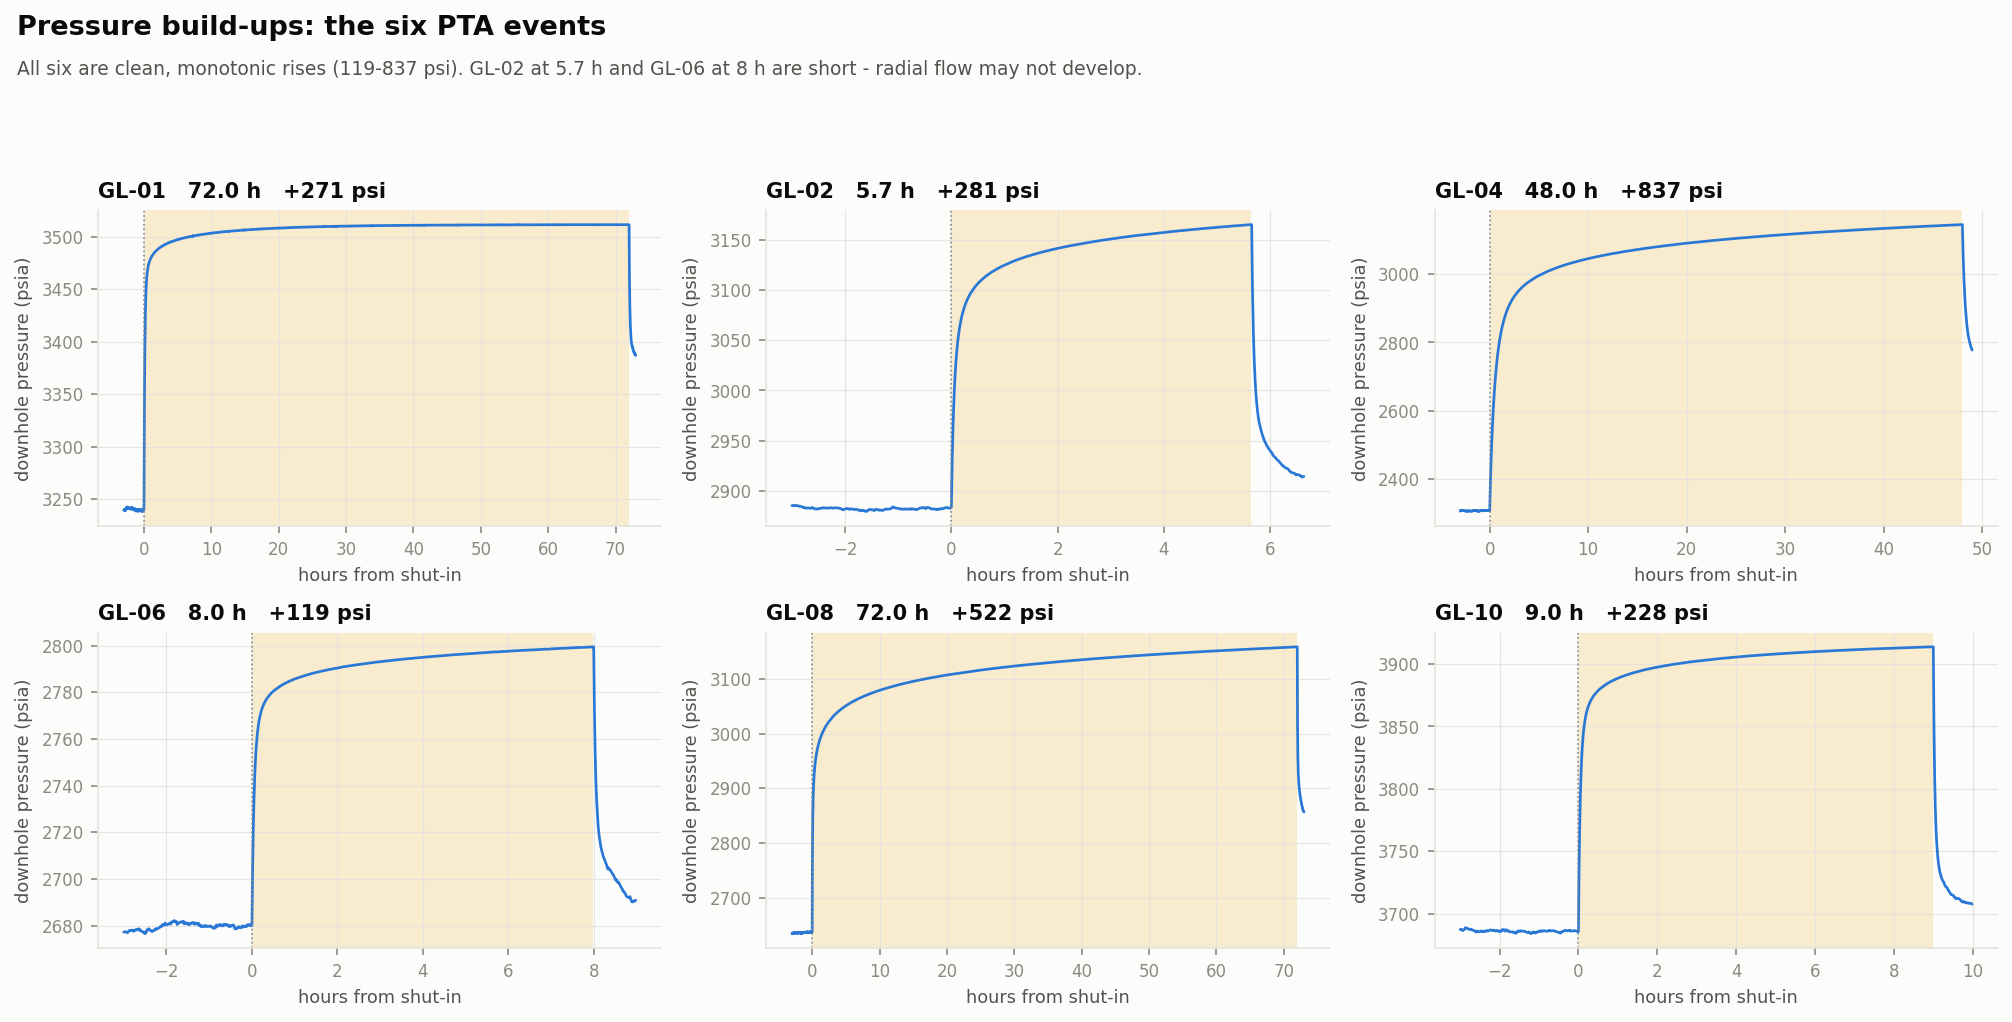 Pressure build-ups: the six PTA events
All six are clean, monotonic rises (119-837 psi). GL-02 at 5.7 h and GL-06 at 8 h are short - radial flow may not develop.
GL-01   72.0 h   +271 psi
downhole pressure (psia)
3500
3450
3400
3350
3300
3250
0 10 20 30 40 50 60 70
hours from shut-in
GL-02   5.7 h   +281 psi
downhole pressure (psia)
3150
3100
3050
3000
2950
2900
−2 0 2 4 6
hours from shut-in
GL-04   48.0 h   +837 psi
downhole pressure (psia)
3000
2800
2600
2400
0 10 20 30 40 50
hours from shut-in
GL-06   8.0 h   +119 psi
downhole pressure (psia)
2800
2780
2760
2740
2720
2700
2680
−2 0 2 4 6 8
hours from shut-in
GL-08   72.0 h   +522 psi
downhole pressure (psia)
3100
3000
2900
2800
2700
0 10 20 30 40 50 60 70
hours from shut-in
GL-10   9.0 h   +228 psi
downhole pressure (psia)
3900
3850
3800
3750
3700
−2 0 2 4 6 8 10
hours from shut-in